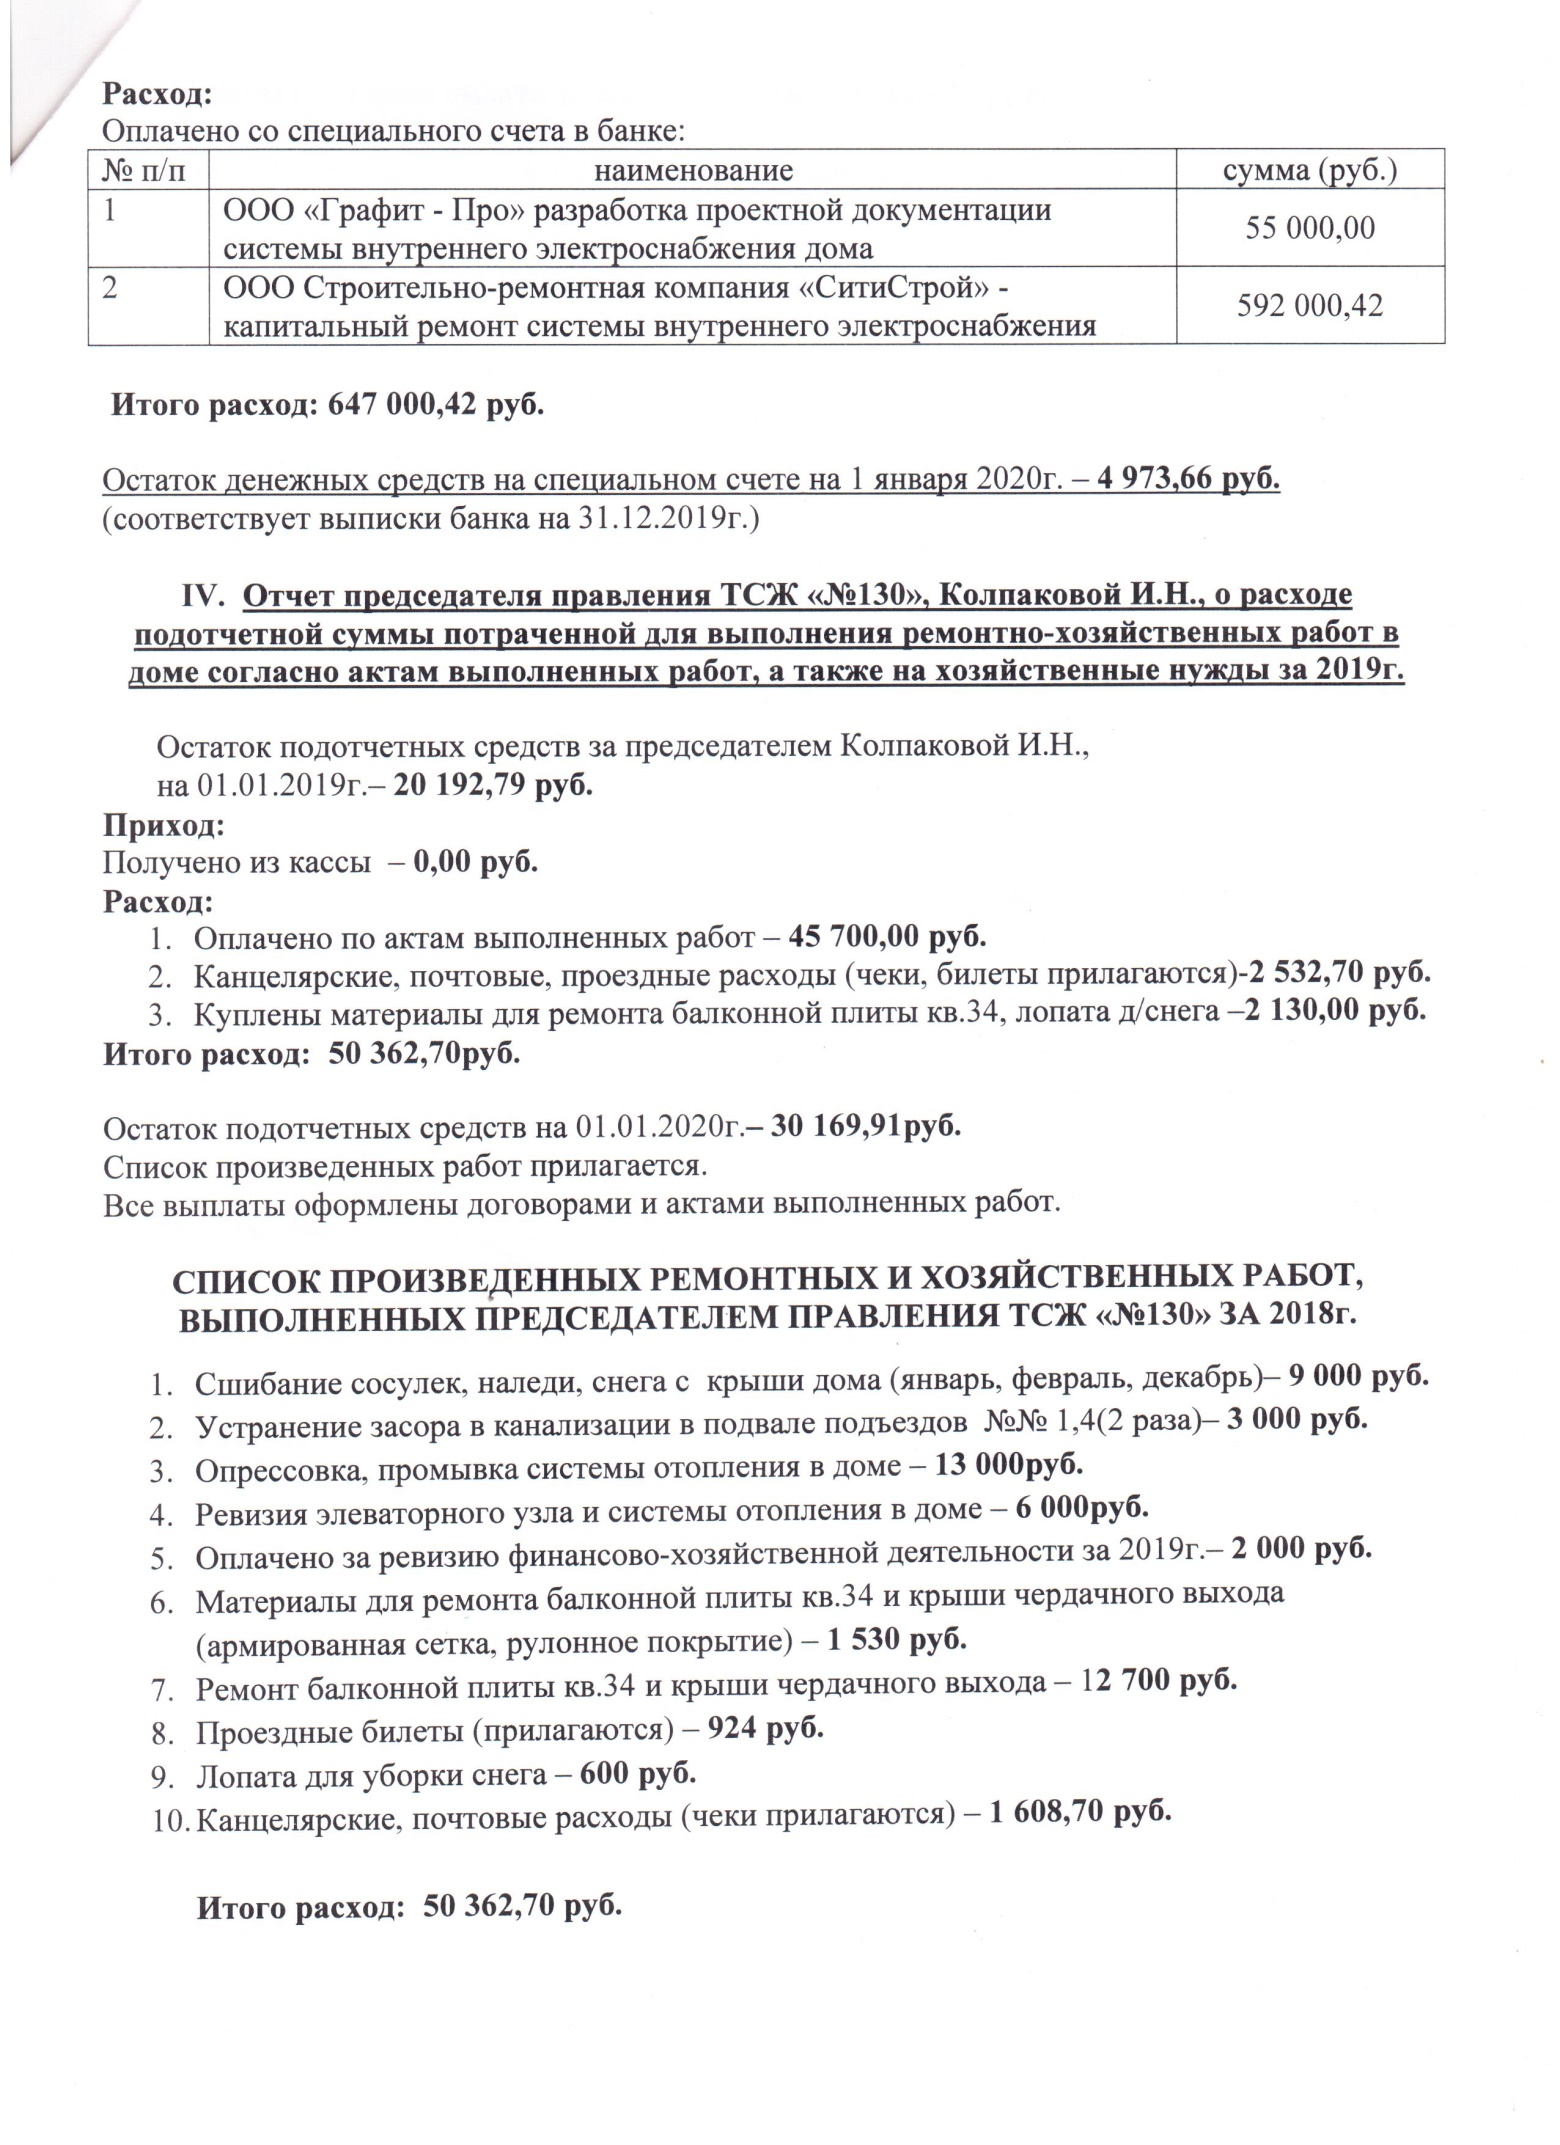 Расход:
Оплачено со специального счета в банке:
№ п/п наименование сумма (руб.)
1 ООО «Графит - Про» разработка проектной документации
системы внутреннего электроснабжения дома 55 000,00
2 ООО Строительно-ремонтная компания «СитиСтрой» -
капитальный ремонт системы внутреннего электроснабжения 592 000,42
Итого расход: 647 000,42 руб.
Остаток денежных средств на специальном счете на 1 января 2020г. – 4 973,66 руб.
(соответствует выписки банка на 31.12.2019г.)
IV. Отчет председателя правления ТСЖ «№130», Колпаковой И.Н., о расходе
подотчетной суммы потраченной для выполнения ремонтно-хозяйственных работ в
доме согласно актам выполненных работ, а также на хозяйственные нужды за 2019г.
Остаток подотчетных средств за председателем Колпаковой И.Н.,
на 01.01.2019г.– 20 192,79 руб.
Приход:
Получено из кассы – 0,00 руб.
Расход:
1. Оплачено по актам выполненных работ – 45 700,00 руб.
2. Канцелярские, почтовые, проездные расходы (чеки, билеты прилагаются)-2 532,70 руб.
3. Куплены материалы для ремонта балконной плиты кв.34, лопата д/снега –2 130,00 руб.
Итого расход: 50 362,70руб.
Остаток подотчетных средств на 01.01.2020г.– 30 169,91руб.
Список произведенных работ прилагается.
Все выплаты оформлены договорами и актами выполненных работ.
СПИСОК ПРОИЗВЕДЕННЫХ РЕМОНТНЫХ И ХОЗЯЙСТВЕННЫХ РАБОТ,
ВЫПОЛНЕННЫХ ПРЕДСЕДАТЕЛЕМ ПРАВЛЕНИЯ ТСЖ «№130» ЗА 2018г.
1. Сшибание сосулек, наледи, снега с крыши дома (январь, февраль, декабрь)– 9 000 руб.
2. Устранение засора в канализации в подвале подъездов №№ 1,4(2 раза)– 3 000 руб.
3. Опрессовка, промывка системы отопления в доме – 13 000руб.
4. Ревизия элеваторного узла и системы отопления в доме – 6 000руб.
5. Оплачено за ревизию финансово-хозяйственной деятельности за 2019г.– 2 000 руб.
6. Материалы для ремонта балконной плиты кв.34 и крыши чердачного выхода
(армированная сетка, рулонное покрытие) – 1 530 руб.
7. Ремонт балконной плиты кв.34 и крыши чердачного выхода – 12 700 руб.
8. Проездные билеты (прилагаются) – 924 руб.
9. Лопата для уборки снега – 600 руб.
10. Канцелярские, почтовые расходы (чеки прилагаются) – 1 608,70 руб.
Итого расход: 50 362,70 руб.